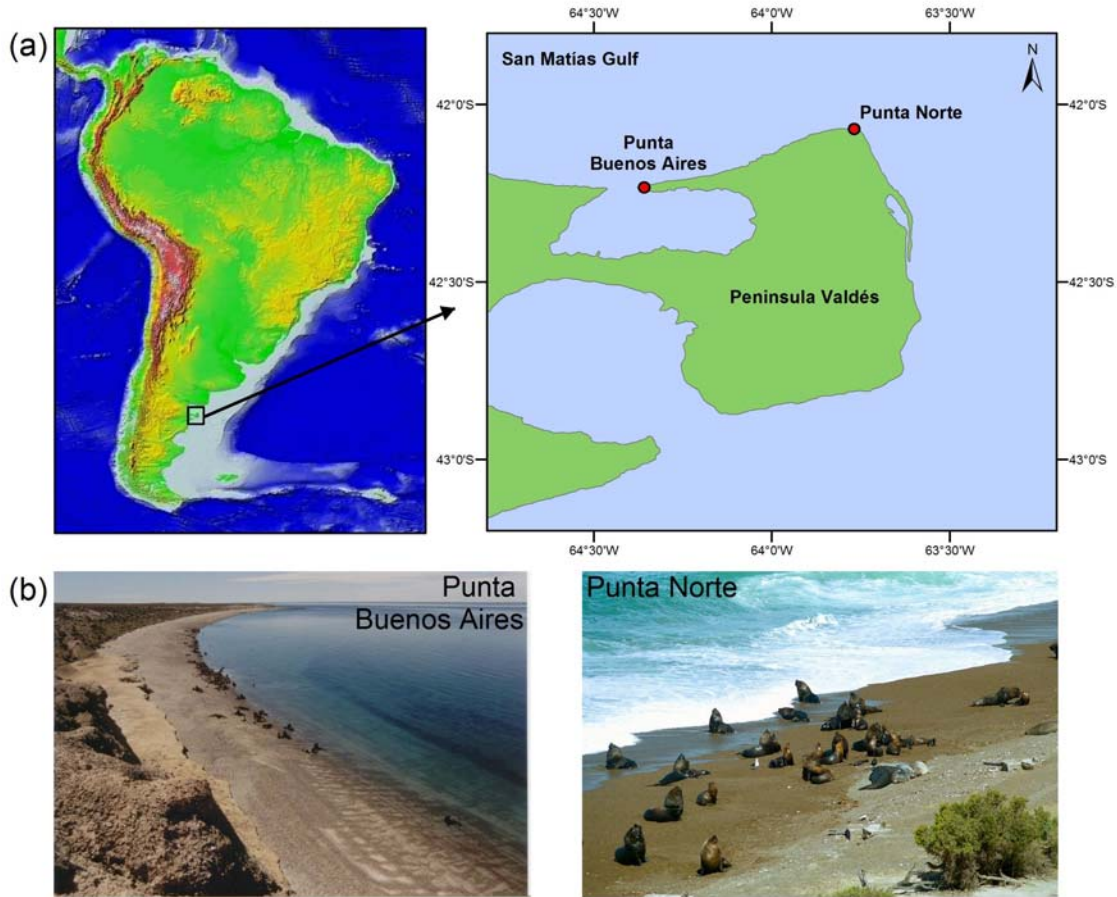 (a)
64°30'W 64°0'W 63°30'W
San Matías Gulf
N
42°0'S 42°0'S
Punta Norte
Punta
Buenos Aires
42°30'S 42°30'S
Peninsula Valdés
43°0'S 43°0'S
64°30'W 64°0'W 63°30'W
(b)
Punta
Buenos Aires
Punta Norte